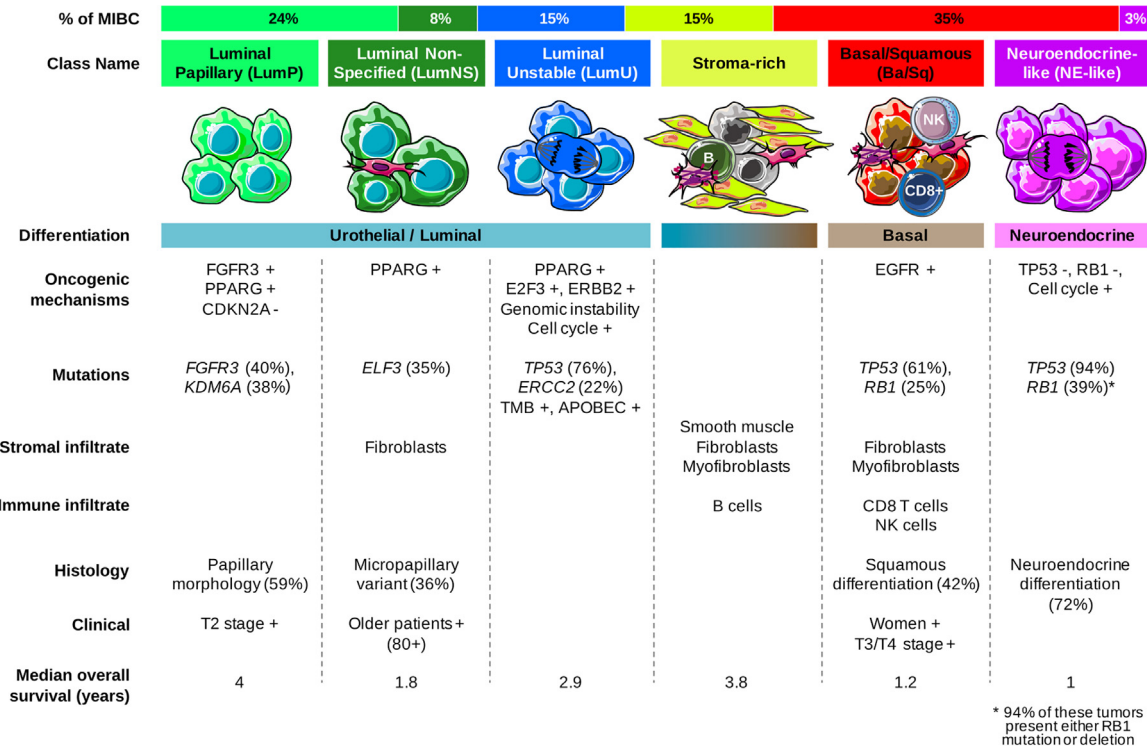 % of MIBC 24% 8% 15% 15% 35% 3%
Class Name
Luminal
Papillary (LumP)
Luminal Non-
Specified (LumNS)
Luminal
Unstable (LumU)
Stroma-rich
Basal/Squamous
(Ba/Sq)
Neuroendocrine-
like (NE-like)
B
NK
CD8+
Differentiation
Urothelial / Luminal
Basal
Neuroendocrine
Oncogenic
mechanisms
FGFR3 +
PPARG +
CDKN2A -
PPARG +
PPARG +
E2F3 +, ERBB2 +
Genomic instability
Cell cycle +
EGFR +
TP53 -, RB1 -,
Cell cycle +
Mutations
FGFR3 (40%),
KDM6A (38%)
ELF3 (35%)
TP53 (76%),
ERCC2 (22%)
TMB +, APOBEC +
TP53 (61%),
RB1 (25%)
TP53 (94%)
RB1 (39%)*
Stromal infiltrate
Fibroblasts
Smooth muscle
Fibroblasts
Myofibroblasts
Fibroblasts
Myofibroblasts
Immune infiltrate
B cells
CD8 T cells
NK cells
Histology
Papillary
morphology (59%)
Micropapillary
variant (36%)
Squamous
differentiation (42%)
Neuroendocrine
differentiation
(72%)
Clinical
T2 stage +
Older patients +
(80+)
Women +
T3/T4 stage +
Median overall
survival (years)
4
1.8
2.9
3.8
1.2
1
* 94% of these tumors
present either RB1
mutation or deletion